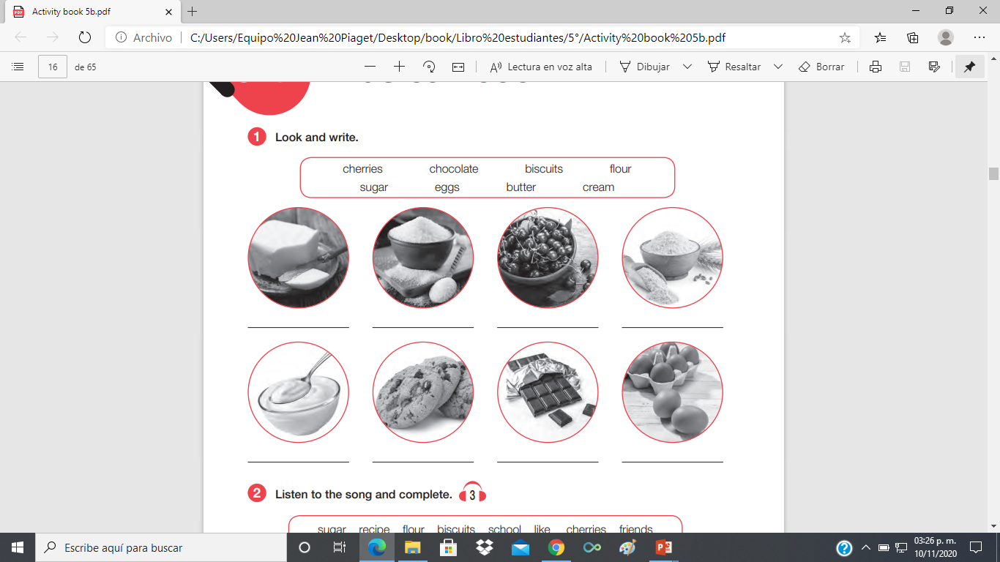 Activity book 5b.pdf
Archivo C:/Users/Equipo%20Jean%20Piaget/Desktop/book/Libro%20estudiantes/5°/Activity%20book%205b.pdf
16 de 65 Lectura en voz alta Dibujar Resaltar Borrar
1 Look and write.
cherries chocolate biscuits flour
sugar eggs butter cream
2 Listen to the song and complete. 3
sugar recipe flour biscuits school like cherries friends
Escribe aquí para buscar
03:26 p. m.
10/11/2020